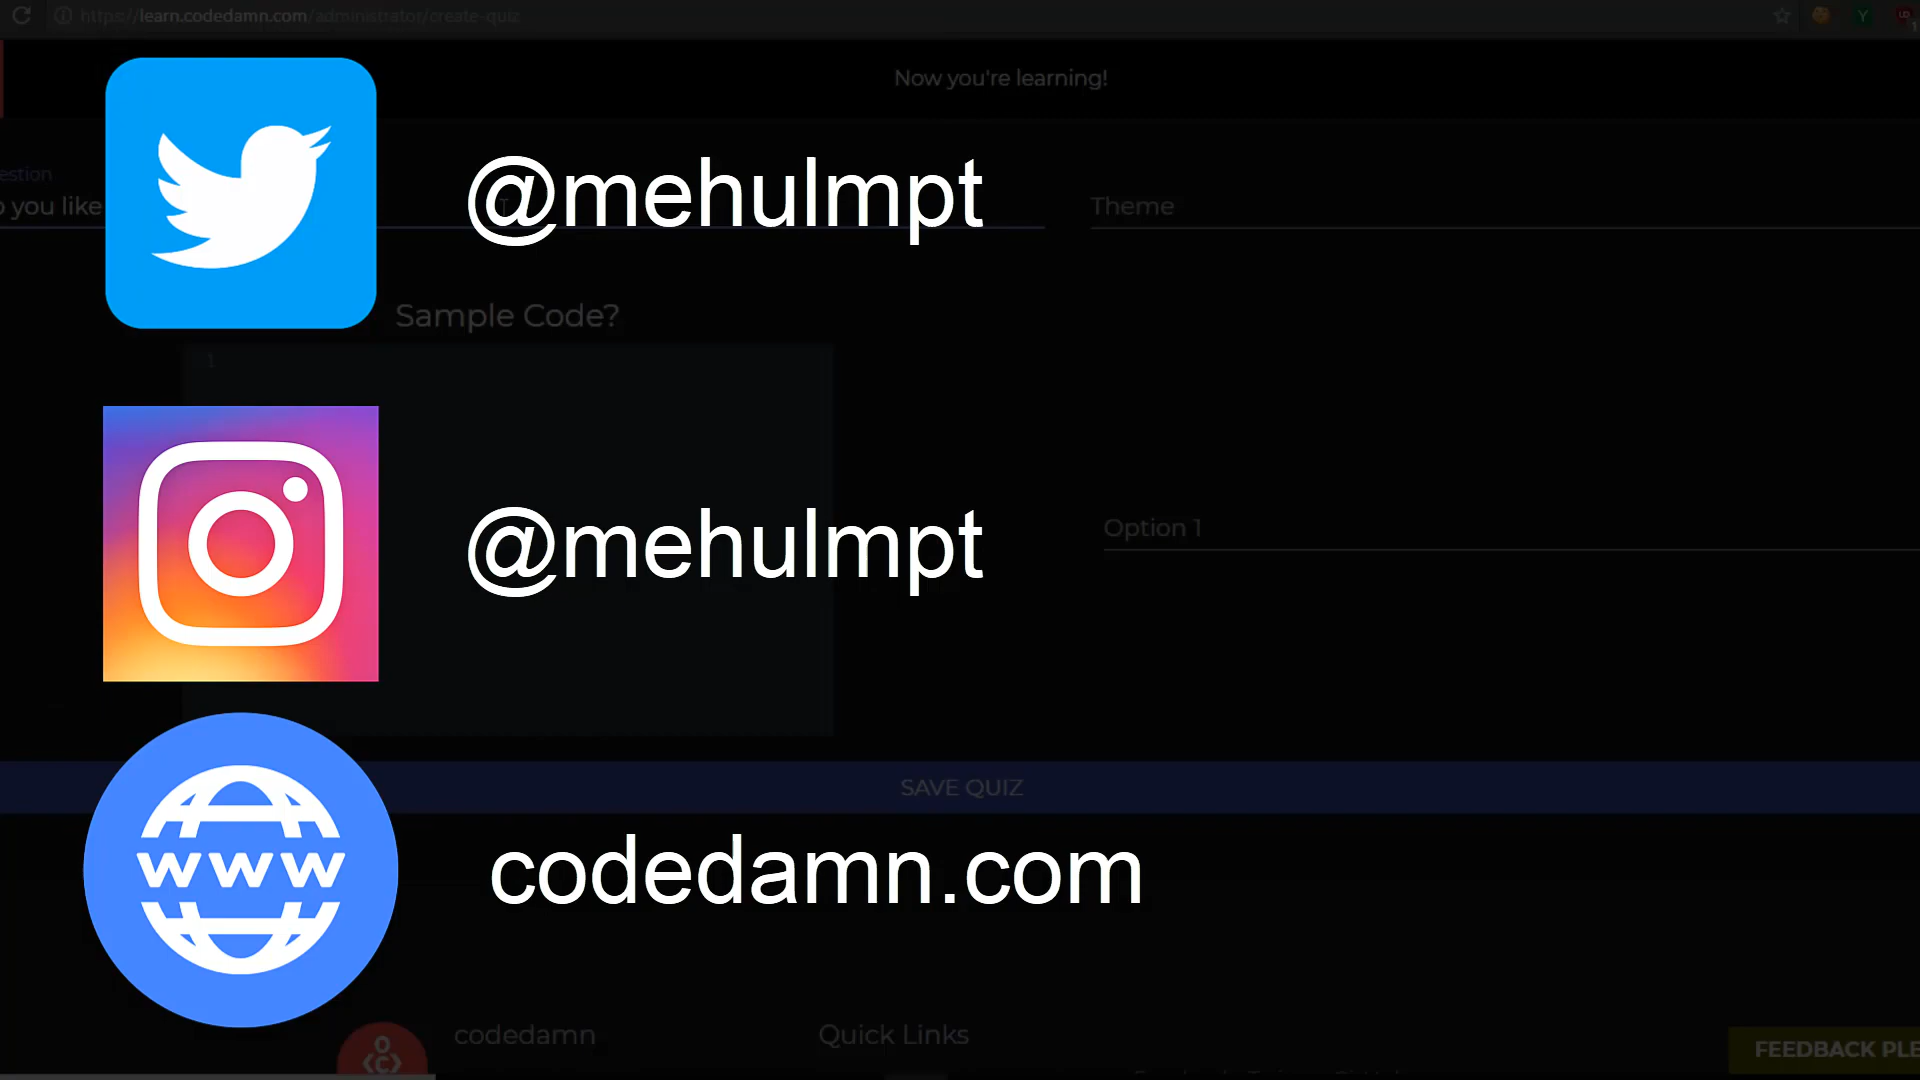 https://learn.codedamn.com/administrator/create-quiz
Now you're learning!
estion
you like
@mehulmpt
Theme
Sample Code?
1
@mehulmpt
Option 1
SAVE QUIZ
www
codedamn.com
codedamn
Quick Links
FEEDBACK PLE